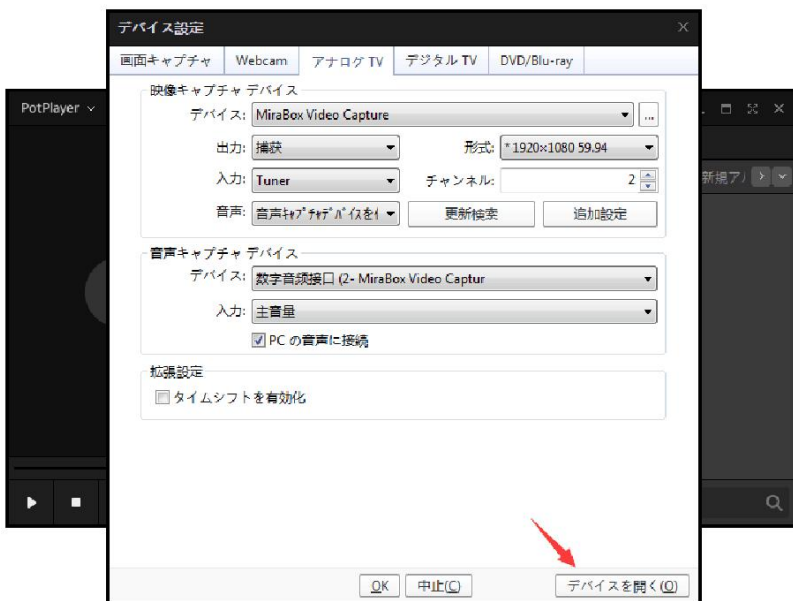 デバイス設定
画面キャプチャ Webcam アナログ TV デジタル TV DVD/Blu-ray
PotPlayer
映像キャプチャ デバイス
デバイス: MiraBox Video Capture ...
出力: 捕获 形式: * 1920×1080 59.94
入力: Tuner チャンネル: 2
新規ア
音声: 音声ｷｬﾌﾟﾁｬﾃﾞﾊﾞｲｽを 更新検索 追加設定
音声キャプチャ デバイス
デバイス: 数字音频接口 (2- MiraBox Video Captur
入力: 主音量
PC の音声に接続
拡張設定
タイムシフトを有効化
OK 中止(C) デバイスを開く(O)